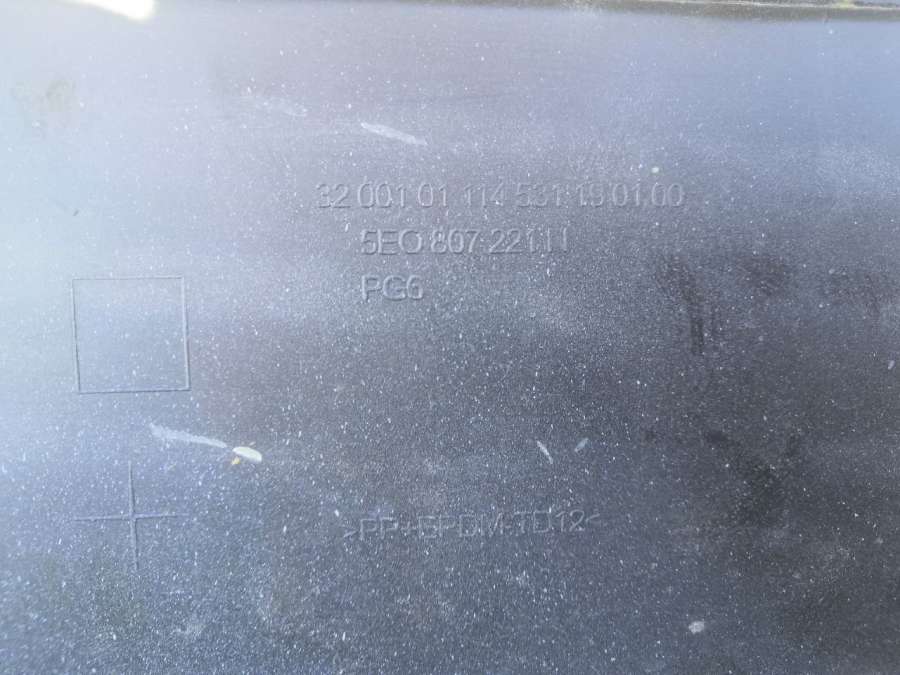 32 001 01 114 531 19 01 00
5E0 807 221 H
PG6
>PP+EPDM-TD12<